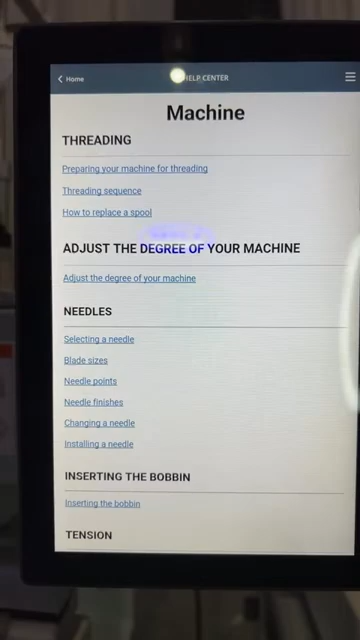 Home
HELP CENTER
Machine
THREADING
Preparing your machine for threading
Threading sequence
How to replace a spool
ADJUST THE DEGREE OF YOUR MACHINE
Adjust the degree of your machine
NEEDLES
Selecting a needle
Blade sizes
Needle points
Needle finishes
Changing a needle
Installing a needle
INSERTING THE BOBBIN
Inserting the bobbin
TENSION